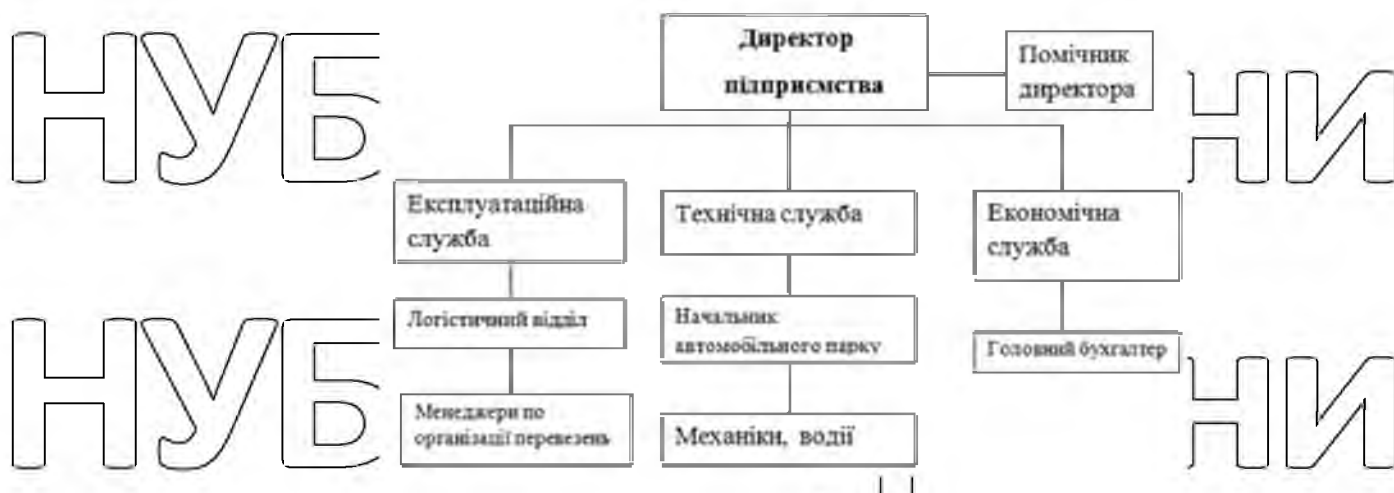 НУБ
НИ
Директор
підприємства
Помічник
директора
Експлуатаційна
служба
Технічна служба
Економічна
служба
НУБ
НИ
Логістичний відділ
Начальник
автомобільного парку
Головний бухгалтер
Менеджери по
організації перевезень
Механіки, водії